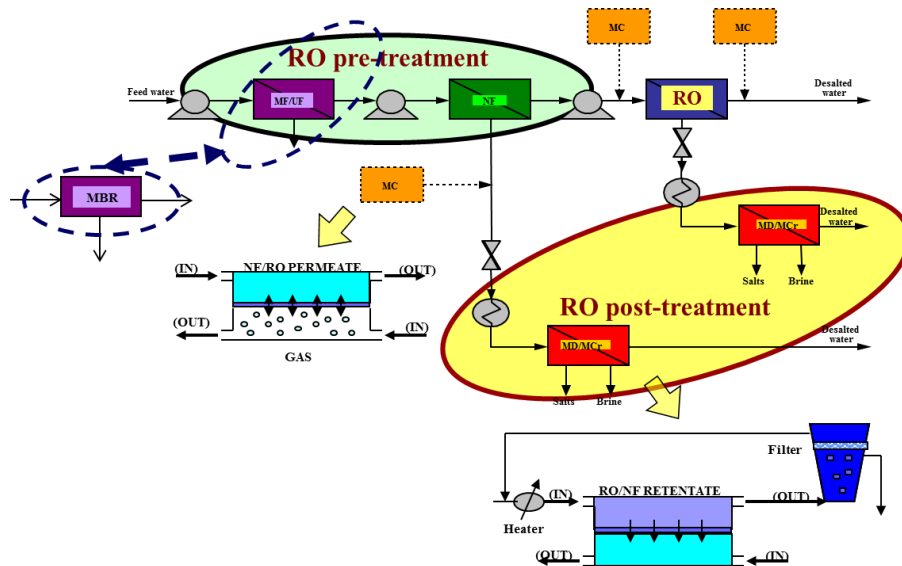 MC
MC
RO pre-treatment
Feed water
MF/UF
NF
RO
Desalted
water
MBR
MC
NF/RO PERMEATE
(IN)
(OUT)
(OUT)
(IN)
GAS
MD/MCr
Desalted
water
Salts
Brine
RO post-treatment
MD/MCr
Desalted
water
Salts
Brine
Filter
RO/NF RETENTATE
(IN)
(OUT)
Heater
(OUT)
(IN)